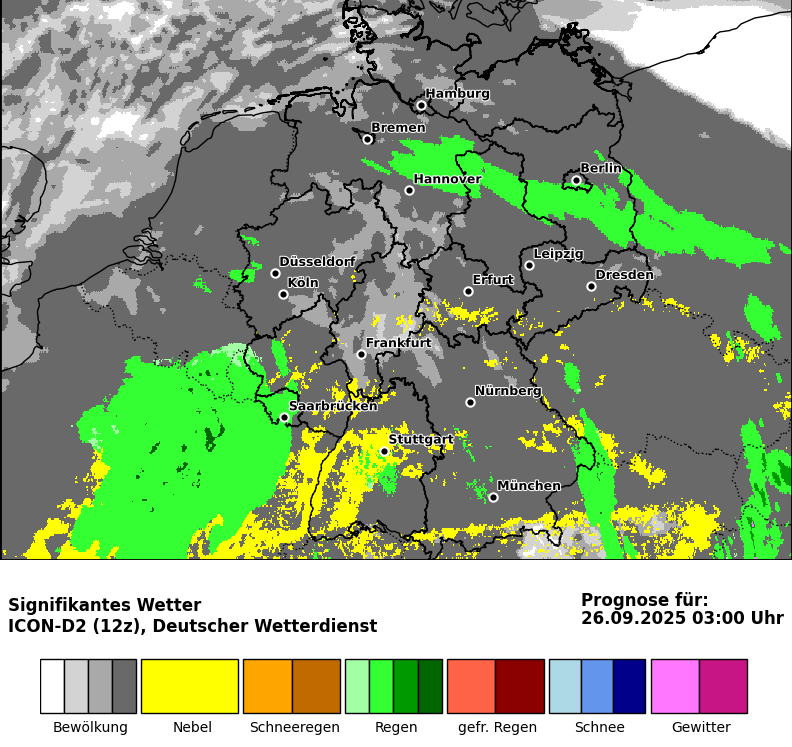 Hamburg
Bremen
Hannover
Berlin
Düsseldorf
Köln
Leipzig
Erfurt
Dresden
Frankfurt
Nürnberg
Saarbrücken
Stuttgart
München
Signifikantes Wetter
ICON-D2 (12z), Deutscher Wetterdienst
Prognose für:
26.09.2025 03:00 Uhr
Bewölkung
Nebel
Schneeregen
Regen
gefr. Regen
Schnee
Gewitter